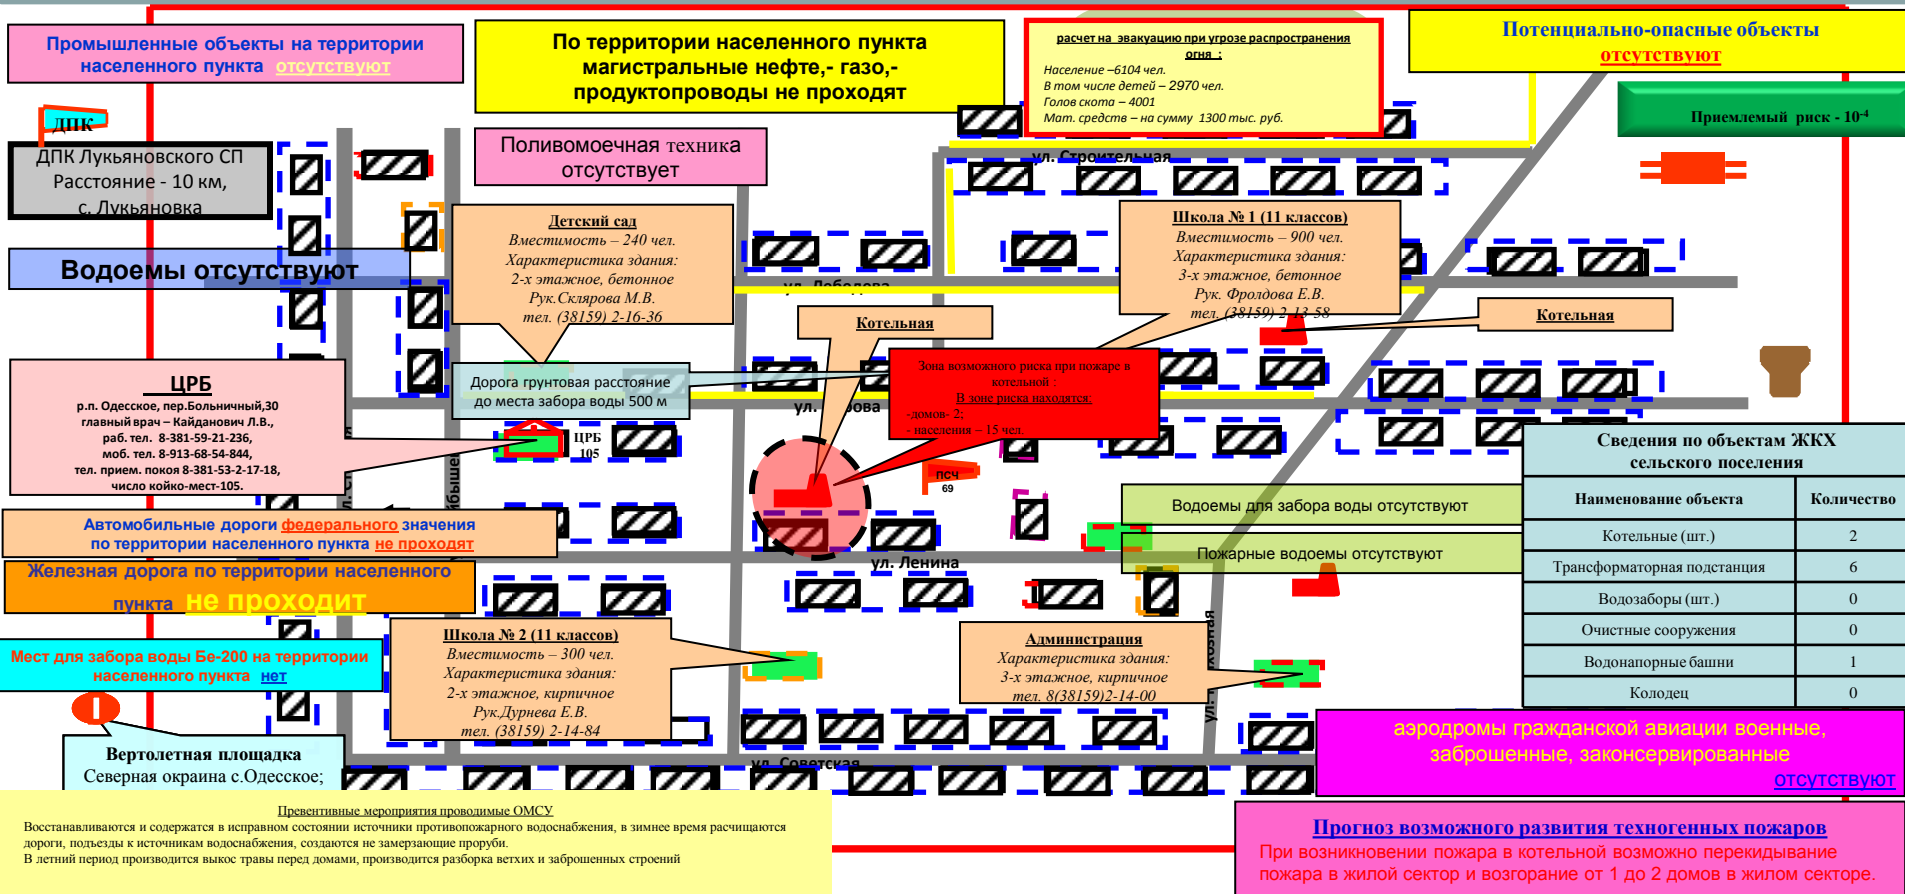 Промышленные объекты на территории
населенного пункта отсутствуют
По территории населенного пункта
магистральные нефте,- газо,-
продуктопроводы не проходят
расчет на эвакуацию при угрозе распространения
огня :
Население –6104 чел.
В том числе детей – 2970 чел.
Голов скота – 4001
Мат. средств – на сумму 1300 тыс. руб.
Потенциально-опасные объекты
отсутствуют
Приемлемый риск - 10-4
ДПК
ДПК Лукьяновского СП
Расстояние - 10 км,
с. Лукьяновка
Поливомоечная техника
отсутствует
ул. Строительная
Детский сад
Вместимость – 240 чел.
Характеристика здания:
2-х этажное, бетонное
Рук.Склярова М.В.
тел. (38159) 2-16-36
Школа № 1 (11 классов)
Вместимость – 900 чел.
Характеристика здания:
3-х этажное, бетонное
Рук. Фролдова Е.В.
тел. (38159) 2-13-58
Водоемы отсутствуют
Котельная
Котельная
ЦРБ
р.п. Одесское, пер.Больничный,30
главный врач – Кайданович Л.В.,
раб. тел. 8-381-59-21-236,
моб. тел. 8-913-68-54-844,
тел. прием. покоя 8-381-53-2-17-18,
число койко-мест-105.
Дорога грунтовая расстояние
до места забора воды 500 м
Зона возможного риска при пожаре в
котельной :
В зоне риска находятся:
-домов- 2;
- населения – 15 чел.
ул.
ЦРБ
105
ПСЧ
69
Сведения по объектам ЖКХ
сельского поселения
Наименование объекта Количество
Котельные (шт.) 2
Трансформаторная подстанция 6
Водозаборы (шт.) 0
Очистные сооружения 0
Водонапорные башни 1
Колодец 0
Водоемы для забора воды отсутствуют
Пожарные водоемы отсутствуют
Автомобильные дороги федерального значения
по территории населенного пункта не проходят
ул. Ленина
Железная дорога по территории населенного
пункта не проходит
Школа № 2 (11 классов)
Вместимость – 300 чел.
Характеристика здания:
2-х этажное, кирпичное
Рук.Дурнева Е.В.
тел. (38159) 2-14-84
Администрация
Характеристика здания:
3-х этажное, кирпичное
тел. 8(38159)2-14-00
Мест для забора воды Бе-200 на территории
населенного пункта нет
Вертолетная площадка
Северная окраина с.Одесское;
ул. Советская
аэродромы гражданской авиации военные,
заброшенные, законсервированные
отсутствуют
Превентивные мероприятия проводимые ОМСУ
Восстанавливаются и содержатся в исправном состоянии источники противопожарного водоснабжения, в зимнее время расчищаются
дороги, подъезды к источникам водоснабжения, создаются не замерзающие проруби.
В летний период производится выкос травы перед домами, производится разборка ветхих и заброшенных строений
Прогноз возможного развития техногенных пожаров
При возникновении пожара в котельной возможно перекидывание
пожара в жилой сектор и возгорание от 1 до 2 домов в жилом секторе.